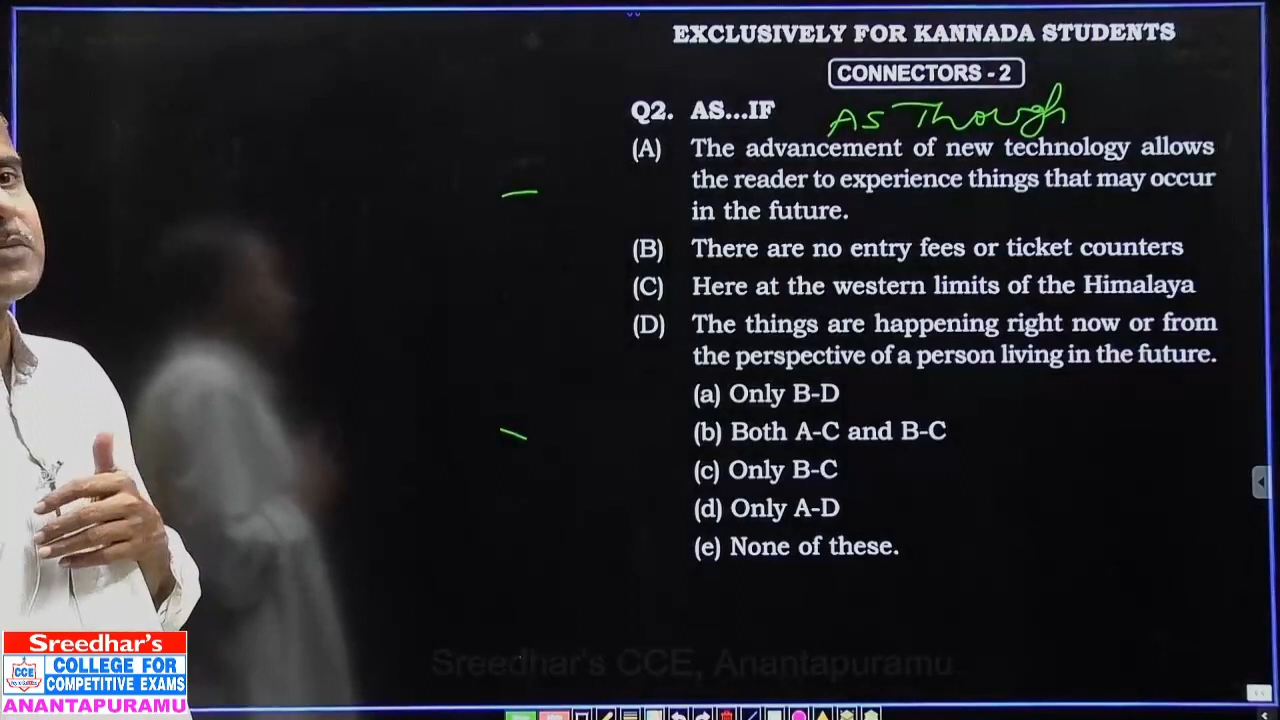 EXCLUSIVELY FOR KANNADA STUDENTS
CONNECTORS - 2
Q2. AS...IF As Though
(A) The advancement of new technology allows
the reader to experience things that may occur
in the future.
(B) There are no entry fees or ticket counters
(C) Here at the western limits of the Himalaya
(D) The things are happening right now or from
the perspective of a person living in the future.
(a) Only B-D
(b) Both A-C and B-C
(c) Only B-C
(d) Only A-D
(e) None of these.
Sreedhar's
CCE
COLLEGE FOR
COMPETITIVE EXAMS
ANANTAPURAMU
Sreedhar's CCE, Anantapuramu